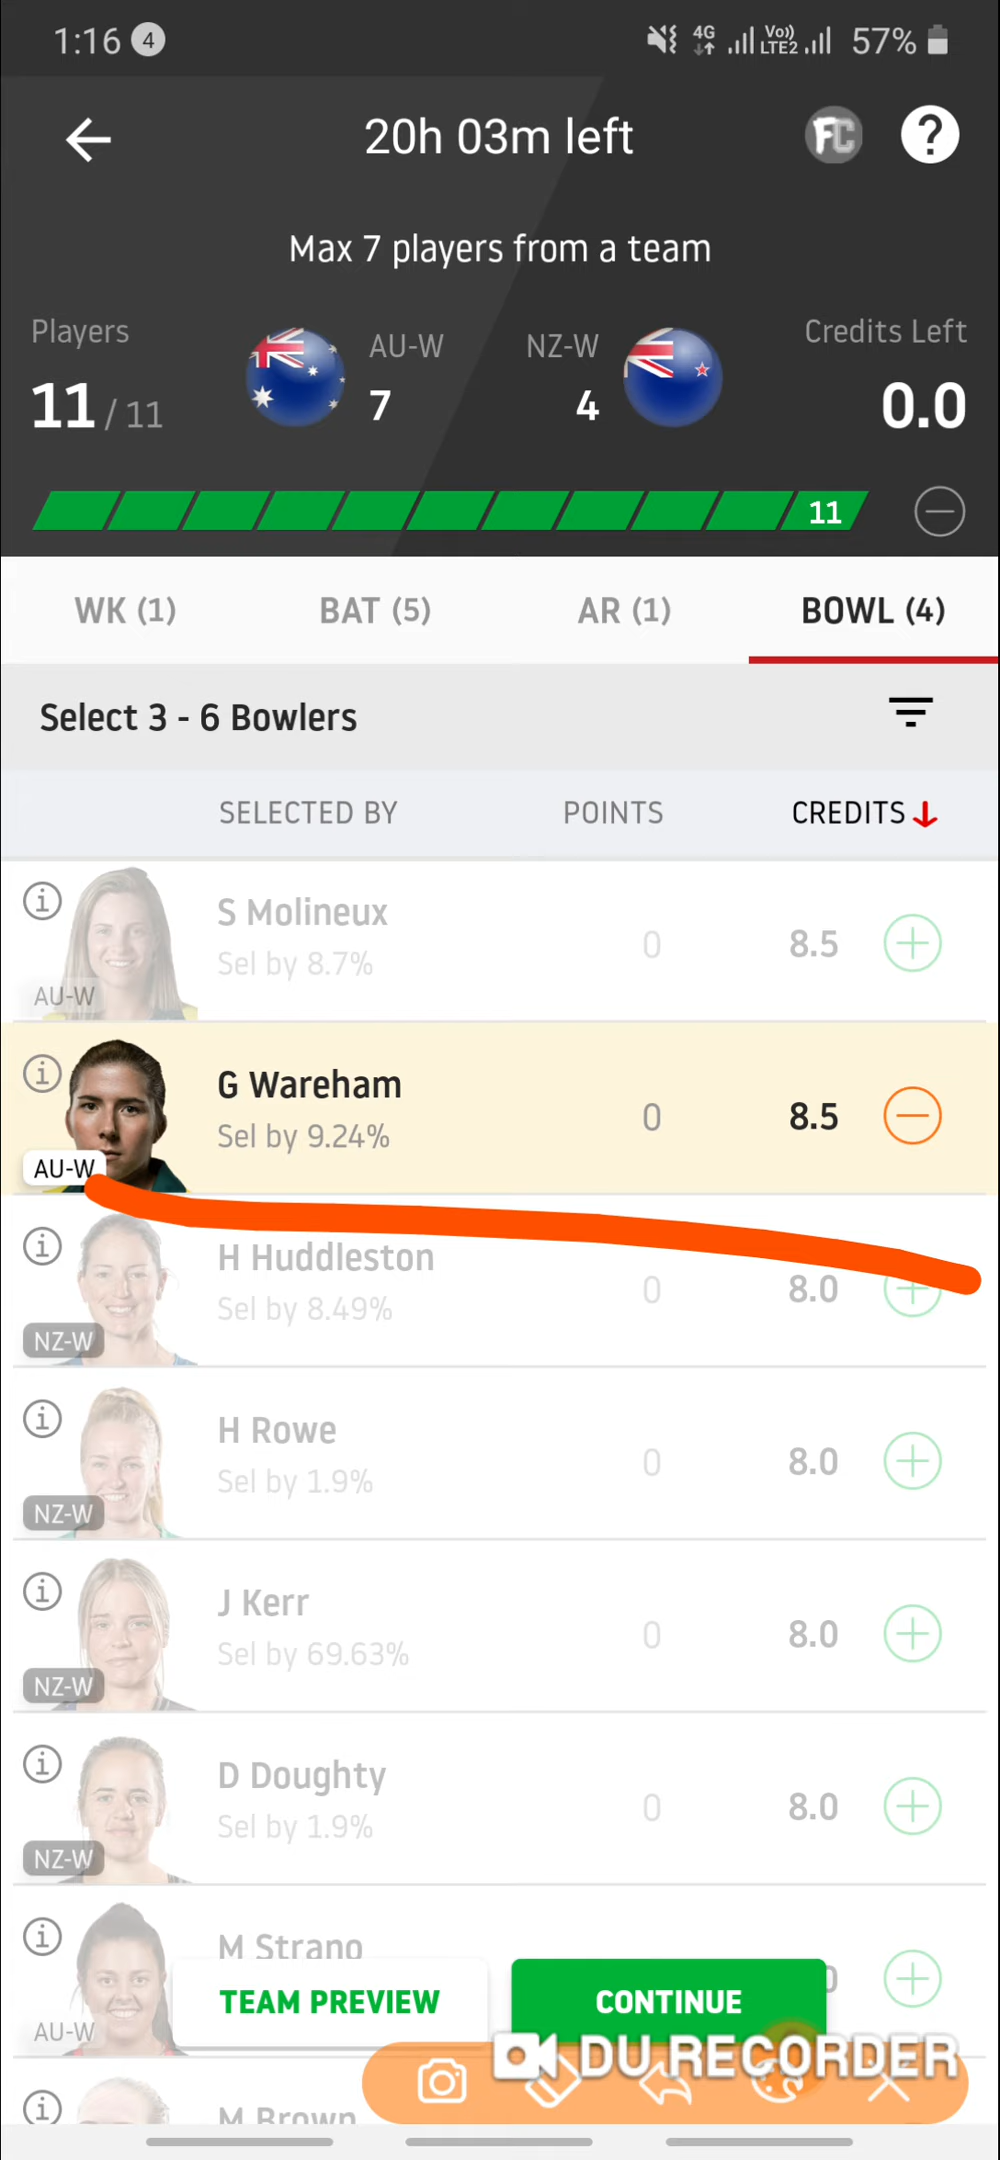 1:16 4 4G Vo)) LTE2 57%
20h 03m left FC ?
Max 7 players from a team
Players AU-W NZ-W Credits Left
11 / 11 7 4 0.0
11
WK (1) BAT (5) AR (1) BOWL (4)
Select 3 - 6 Bowlers
SELECTED BY POINTS CREDITS
S Molineux
Sel by 8.7% 0 8.5
AU-W
G Wareham
Sel by 9.24% 0 8.5
AU-W
H Huddleston
Sel by 8.49% 0 8.0
NZ-W
H Rowe
Sel by 1.9% 0 8.0
NZ-W
J Kerr
Sel by 69.63% 0 8.0
NZ-W
D Doughty
Sel by 1.9% 0 8.0
NZ-W
M Strano
AU-W
TEAM PREVIEW CONTINUE
DU RECORDER
M Brown